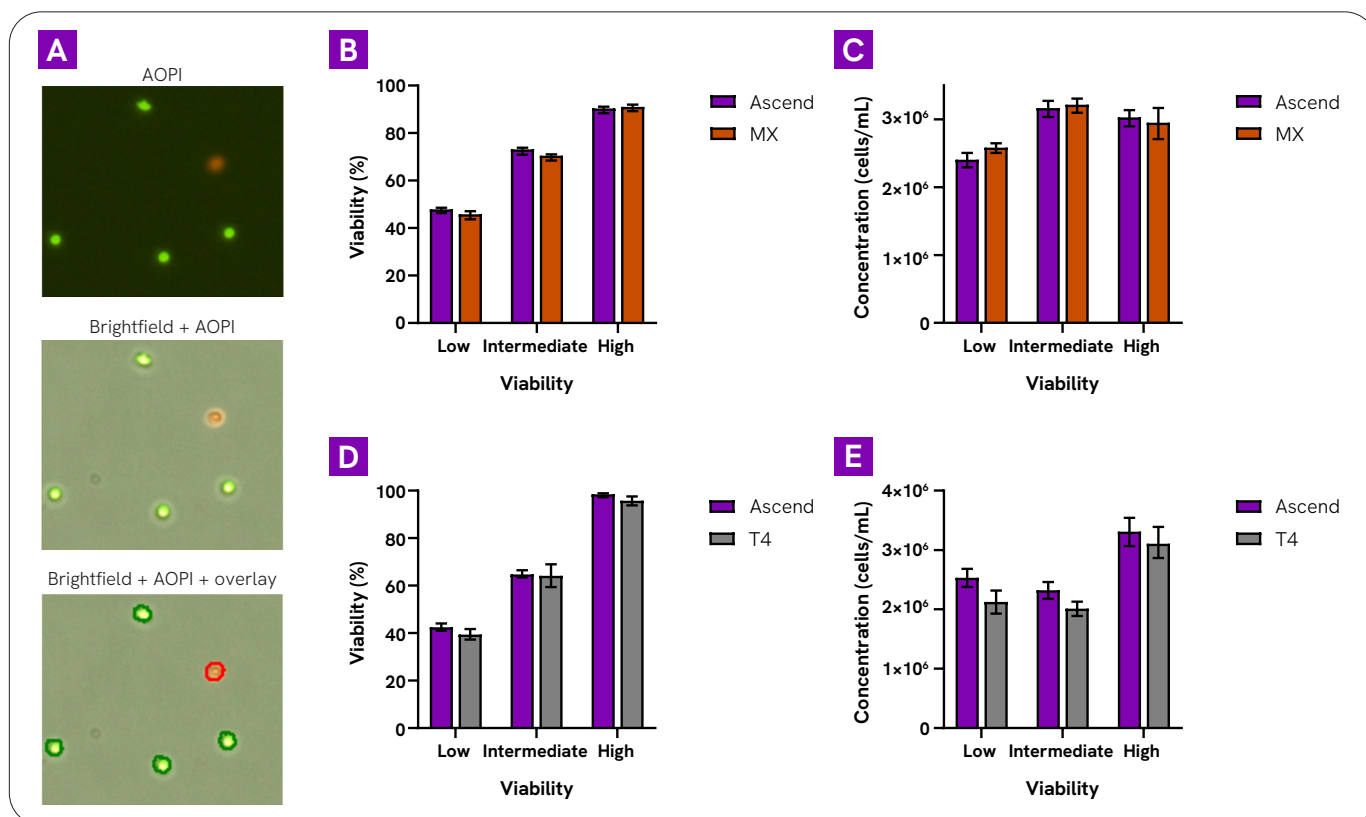 A
AOPI
Brightfield + AOPI
Brightfield + AOPI + overlay
B
Viability (%)
100
80
60
40
20
0
Low Intermediate High
Viability
Ascend
MX
C
Concentration (cells/mL)
3×10⁶
2×10⁶
1×10⁶
0
Low Intermediate High
Viability
Ascend
MX
D
Viability (%)
100
80
60
40
20
0
Low Intermediate High
Viability
Ascend
T4
E
Concentration (cells/mL)
4×10⁶
3×10⁶
2×10⁶
1×10⁶
0
Low Intermediate High
Viability
Ascend
T4